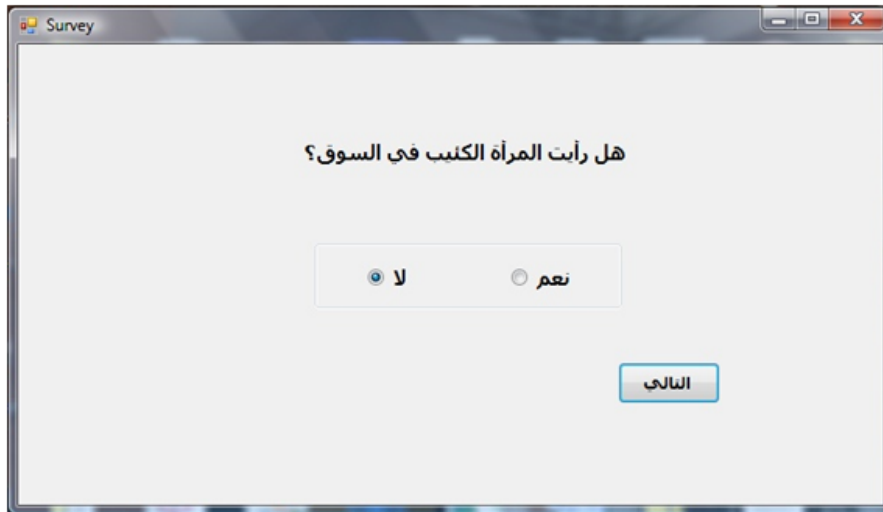 Survey
هل رأيت المرأة الكئيب في السوق؟
نعم لا
التالي